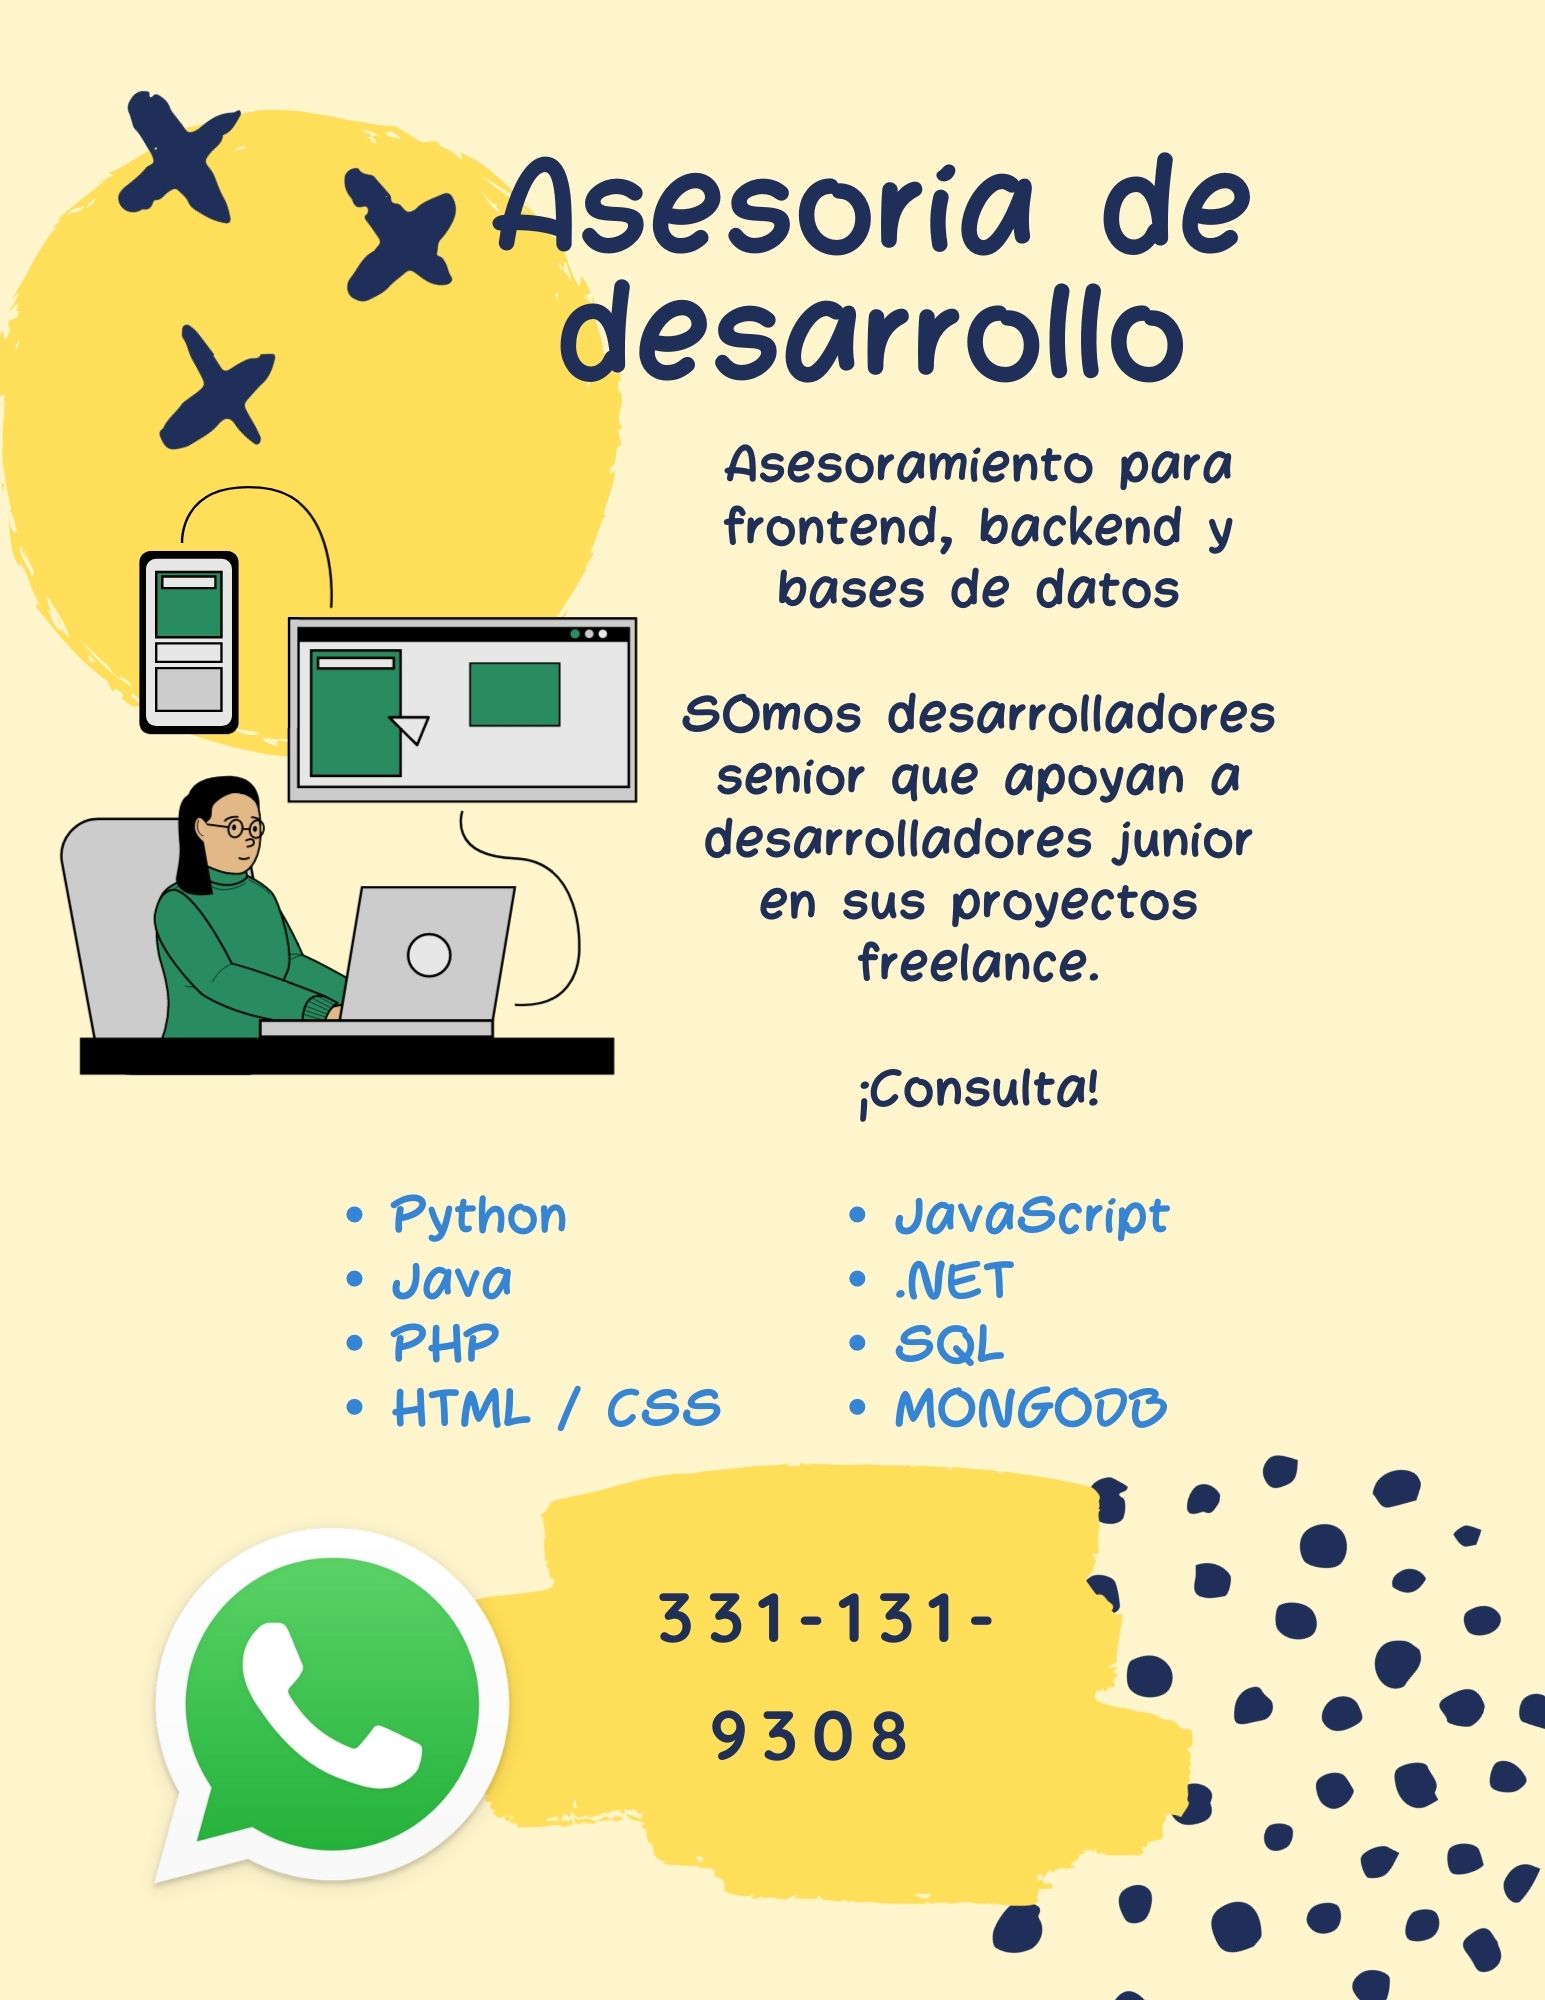 Asesoría de
desarrollo
Asesoramiento para
frontend, backend y
bases de datos
SOmos desarrolladores
senior que apoyan a
desarrolladores junior
en sus proyectos
freelance.
¡Consulta!
• Python
• Java
• PHP
• HTML / CSS
• JavaScript
• .NET
• SQL
• MONGODB
331-131-
9308